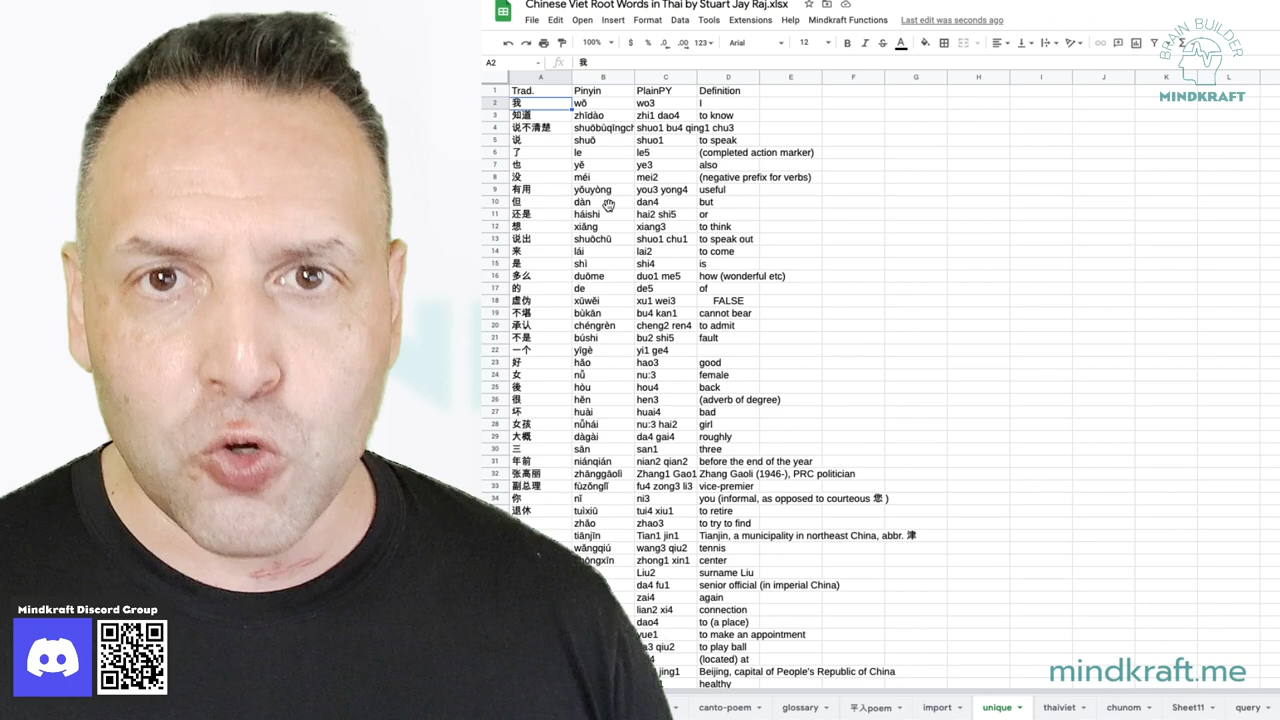 Chinese Viet Root Words in Thai by Stuart Jay Raj.xlsx
File Edit View Insert Format Data Tools Extensions Help Mindkraft Functions Last edit was seconds ago
100% $ % .0 .00 123 Arial 12 B I S A
BRAIN BUILDER
MINDKRAFT
A2 fx 我
A B C D E F G H I J K L
1 Trad. Pinyin PlainPY Definition
2 我 wǒ wo3 I
3 知道 zhīdào zhi1 dao4 to know
4 说不清楚 shuōbùqīngch shuo1 bu4 qing1 chu3
5 说 shuō shuo1 to speak
6 了 le le5 (completed action marker)
7 也 yě ye3 also
8 没 méi mei2 (negative prefix for verbs)
9 有用 yǒuyòng you3 yong4 useful
10 但 dàn dan4 but
11 还是 háishi hai2 shi5 or
12 想 xiǎng xiang3 to think
13 说出 shuōchū shuo1 chu1 to speak out
14 来 lái lai2 to come
15 是 shì shi4 is
16 多么 duōme duo1 me5 how (wonderful etc)
17 的 de de5 of
18 虚伪 xūwěi xu1 wei3 FALSE
19 不堪 bùkān bu4 kan1 cannot bear
20 承认 chéngrèn cheng2 ren4 to admit
21 不是 búshi bu2 shi5 fault
22 一个 yīgè yi1 ge4
23 好 hǎo hao3 good
24 女 nǚ nu:3 female
25 後 hòu hou4 back
26 很 hěn hen3 (adverb of degree)
27 坏 huài huai4 bad
28 女孩 nǚhái nu:3 hai2 girl
29 大概 dàgài da4 gai4 roughly
30 三 sān san1 three
31 年前 niánqián nian2 qian2 before the end of the year
32 张高丽 zhānggāolì Zhang1 Gao1 Zhang Gaoli (1946-), PRC politician
33 副总理 fùzǒnglǐ fu4 zong3 li3 vice-premier
34 你 nǐ ni3 you (informal, as opposed to courteous 您 )
退休 tuìxiū tui4 xiu1 to retire
zhǎo zhao3 to try to find
tiānjīn Tian1 jin1 Tianjin, a municipality in northeast China, abbr. 津
wǎngqiú wang3 qiu2 tennis
zhong1 xin1 center
Liu2 surname Liu
da4 fu1 senior official (in imperial China)
zai4 again
lian2 xi4 connection
dao4 to (a place)
yue1 to make an appointment
qiu2 to play ball
(located) at
jing1 Beijing, capital of People's Republic of China
healthy
Mindkraft Discord Group
mindkraft.me
canto-poem glossary 平入poem import unique thaiviet chunom Sheet11 query